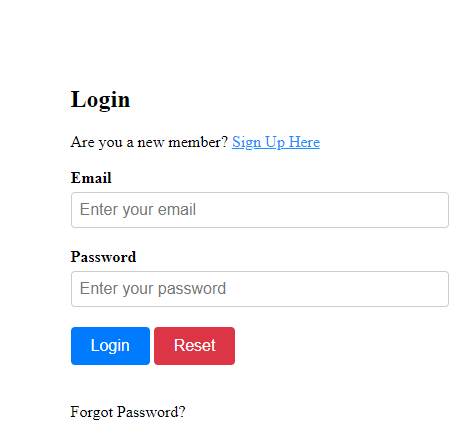 Login
Are you a new member? Sign Up Here
Email
Enter your email
Password
Enter your password
Login Reset
Forgot Password?